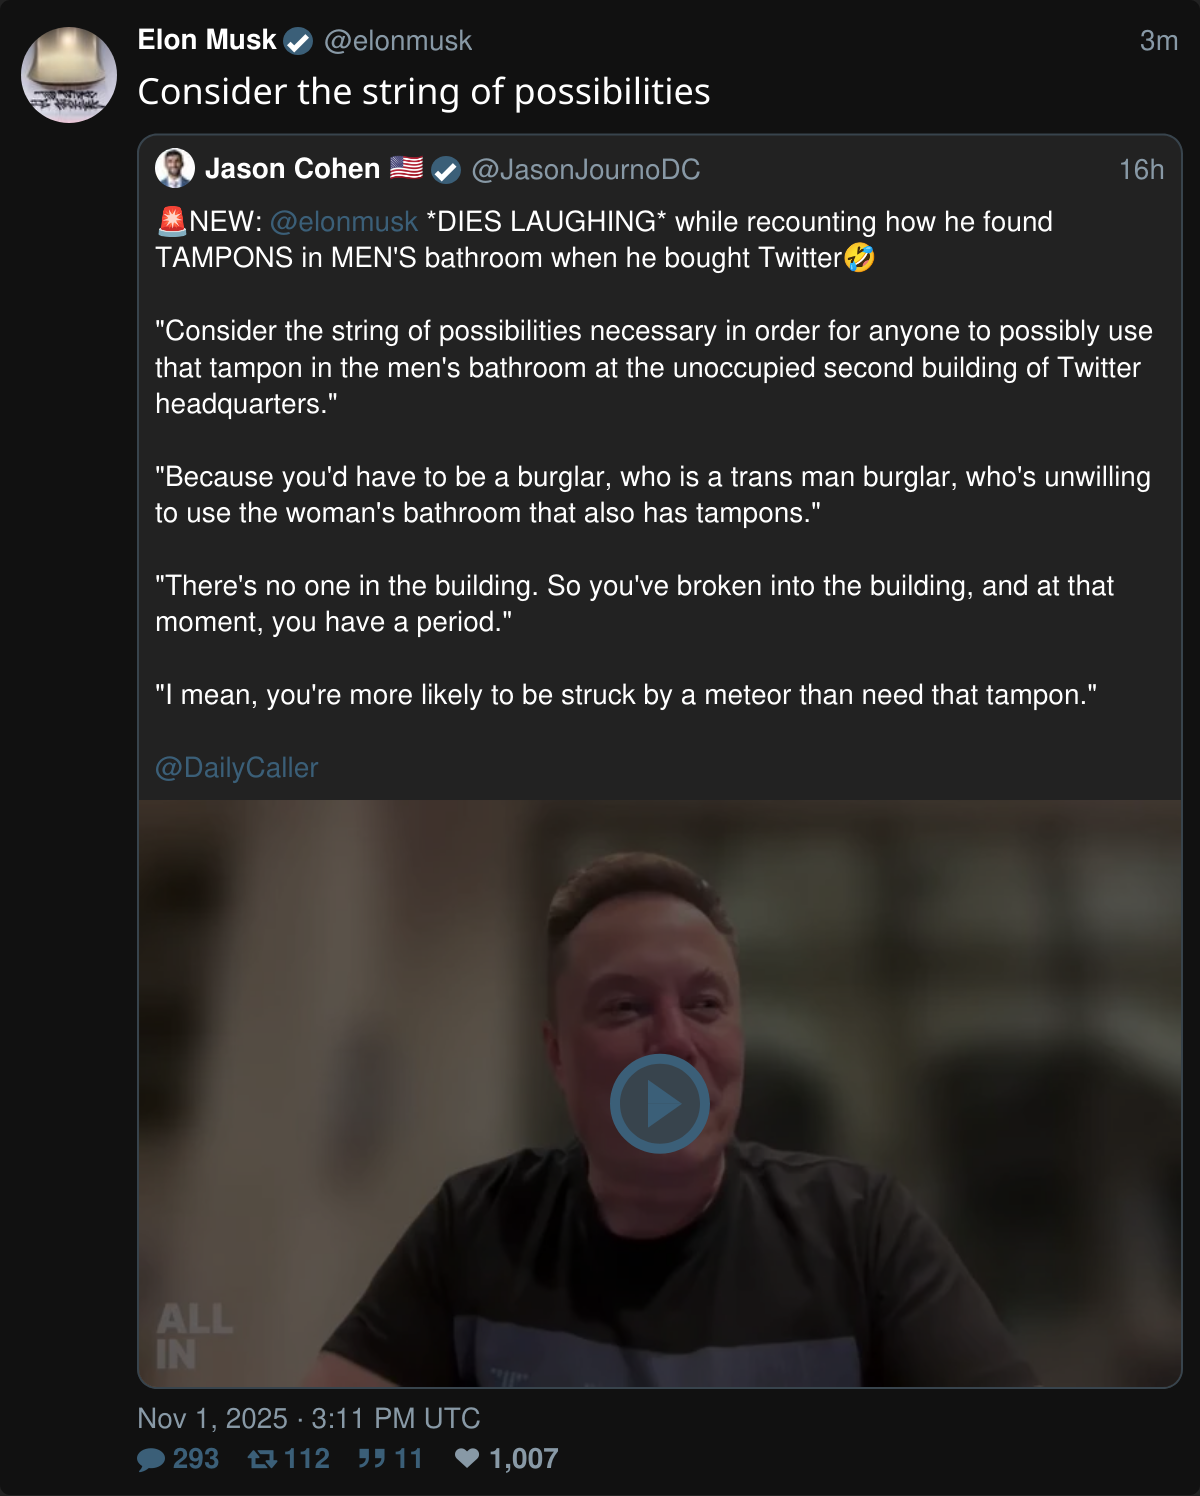 Elon Musk @elonmusk 3m
Consider the string of possibilities
Jason Cohen 🇺🇸 @JasonJournoDC 16h
🚨NEW: @elonmusk *DIES LAUGHING* while recounting how he found
TAMPONS in MEN'S bathroom when he bought Twitter🤣
"Consider the string of possibilities necessary in order for anyone to possibly use
that tampon in the men's bathroom at the unoccupied second building of Twitter
headquarters."
"Because you'd have to be a burglar, who is a trans man burglar, who's unwilling
to use the woman's bathroom that also has tampons."
"There's no one in the building. So you've broken into the building, and at that
moment, you have a period."
"I mean, you're more likely to be struck by a meteor than need that tampon."
@DailyCaller
ALL
IN
Nov 1, 2025 · 3:11 PM UTC
293 112 11 1,007